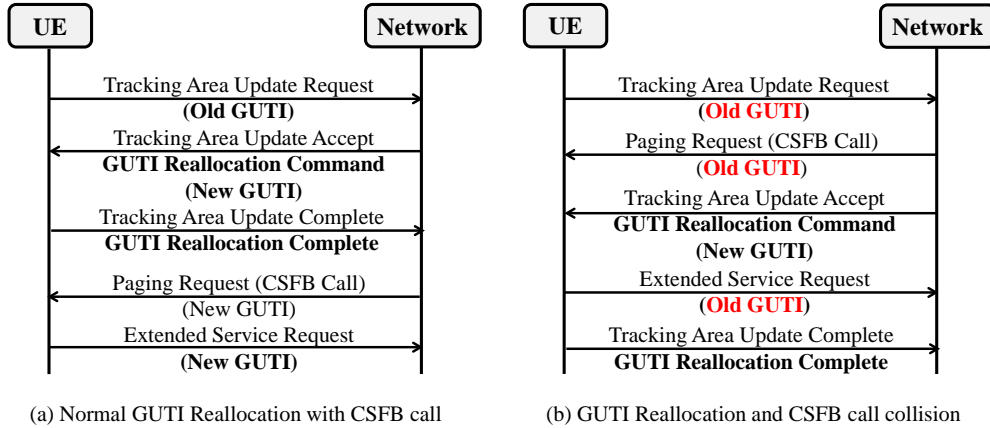 UE
Network
Tracking Area Update Request
(Old GUTI)
Tracking Area Update Accept
GUTI Reallocation Command
(New GUTI)
Tracking Area Update Complete
GUTI Reallocation Complete
Paging Request (CSFB Call)
(New GUTI)
Extended Service Request
(New GUTI)
(a) Normal GUTI Reallocation with CSFB call
UE
Network
Tracking Area Update Request
(Old GUTI)
Paging Request (CSFB Call)
(Old GUTI)
Tracking Area Update Accept
GUTI Reallocation Command
(New GUTI)
Extended Service Request
(Old GUTI)
Tracking Area Update Complete
GUTI Reallocation Complete
(b) GUTI Reallocation and CSFB call collision